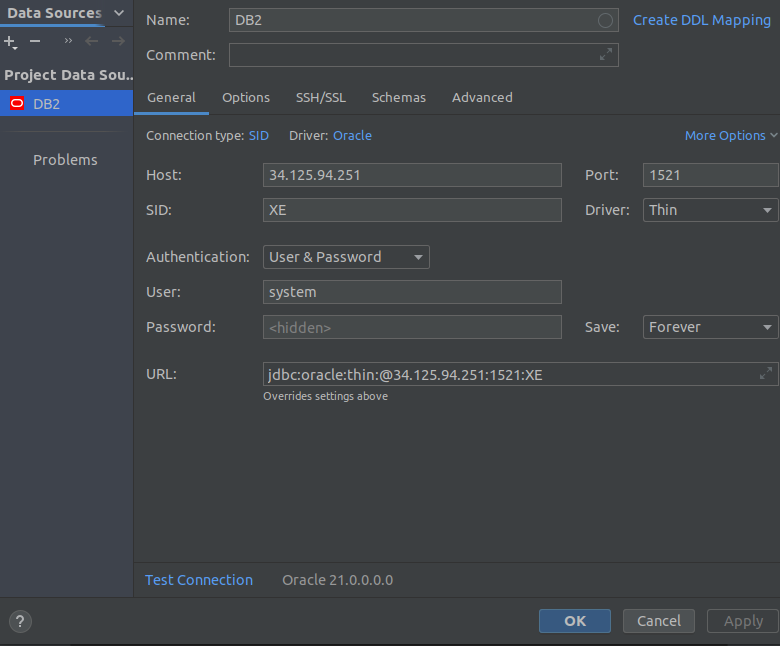 Data Sources
Name: DB2 Create DDL Mapping
Comment:
Project Data Sou..
DB2
Problems
General Options SSH/SSL Schemas Advanced
Connection type: SID Driver: Oracle More Options
Host: 34.125.94.251 Port: 1521
SID: XE Driver: Thin
Authentication: User & Password
User: system
Password: <hidden> Save: Forever
URL: jdbc:oracle:thin:@34.125.94.251:1521:XE
Overrides settings above
Test Connection Oracle 21.0.0.0.0
? OK Cancel Apply